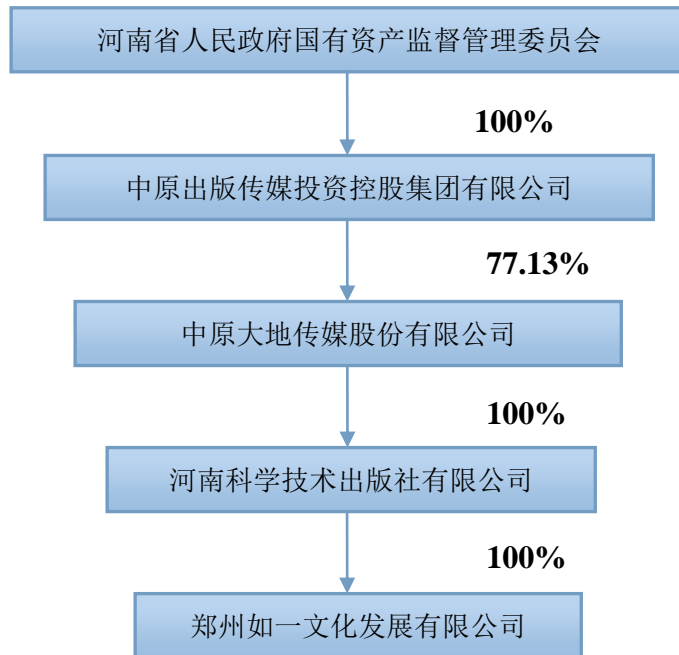 河南省人民政府国有资产监督管理委员会
100%
中原出版传媒投资控股集团有限公司
77.13%
中原大地传媒股份有限公司
100%
河南科学技术出版社有限公司
100%
郑州如一文化发展有限公司